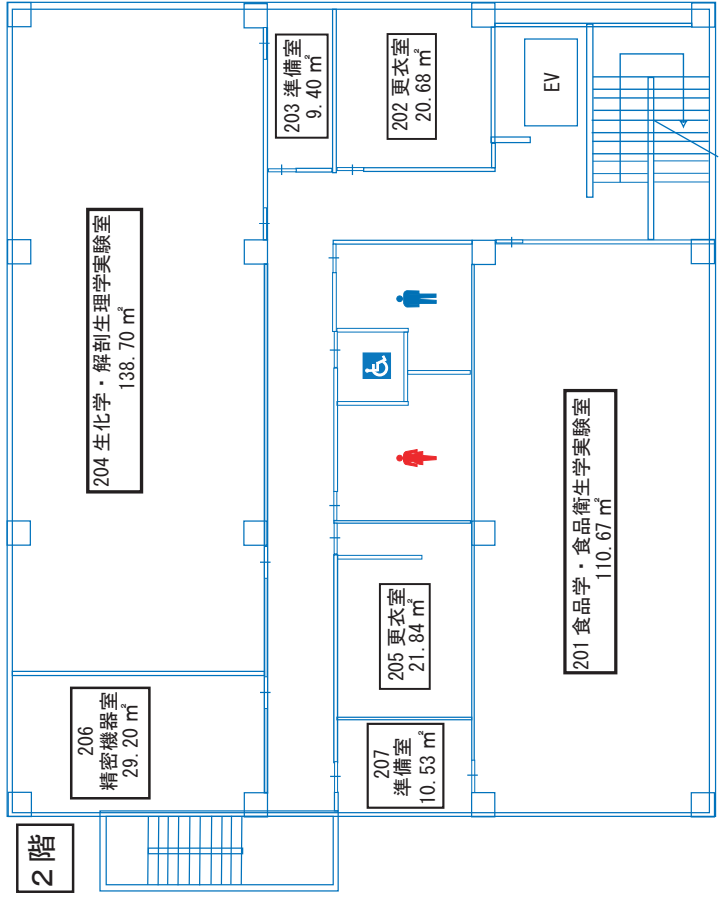 2階
206
精密機器室
29.20 ㎡
204 生化学・解剖生理学実験室
138.70 ㎡
203 準備室
9.40 ㎡
202 更衣室
20.68 ㎡
EV
207
準備室
10.53 ㎡
205 更衣室
21.84 ㎡
201 食品学・食品衛生学実験室
110.67 ㎡